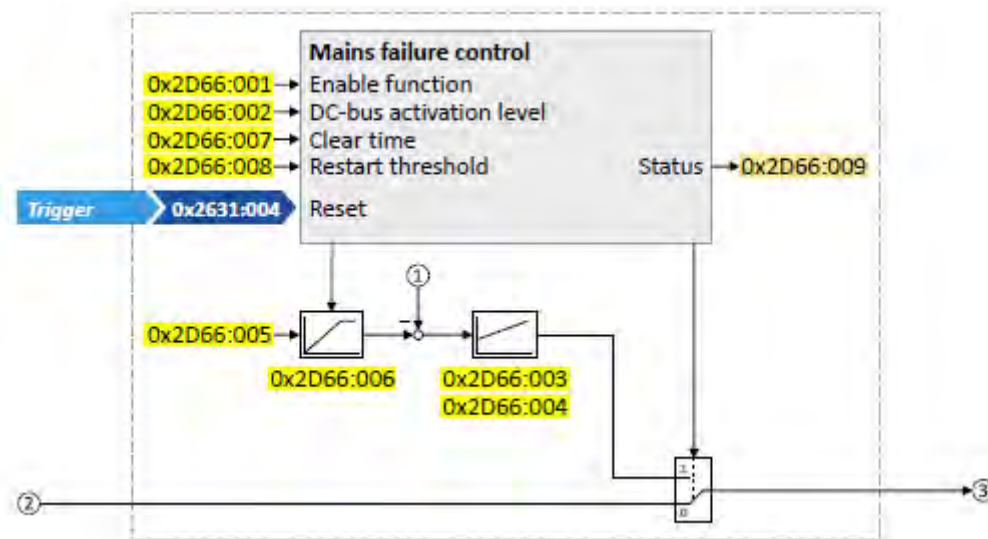 Mains failure control
0x2D66:001 Enable function
0x2D66:002 DC-bus activation level
0x2D66:007 Clear time
0x2D66:008 Restart threshold Status 0x2D66:009
Trigger 0x2631:004 Reset
①
0x2D66:005 −
0x2D66:006 0x2D66:003
0x2D66:004
1
② ③
0